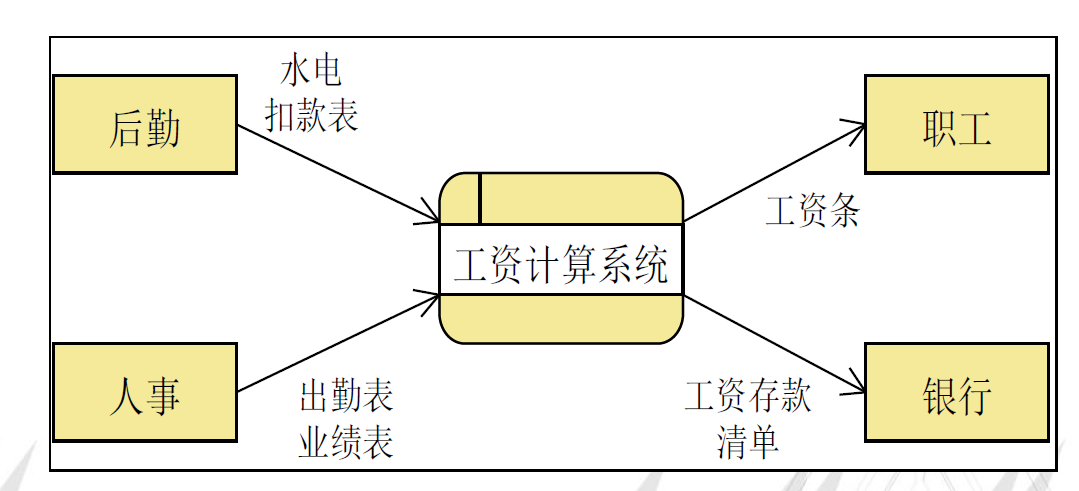 水电
扣款表
后勤
职工
工资条
工资计算系统
人事
出勤表
业绩表
工资存款
清单
银行